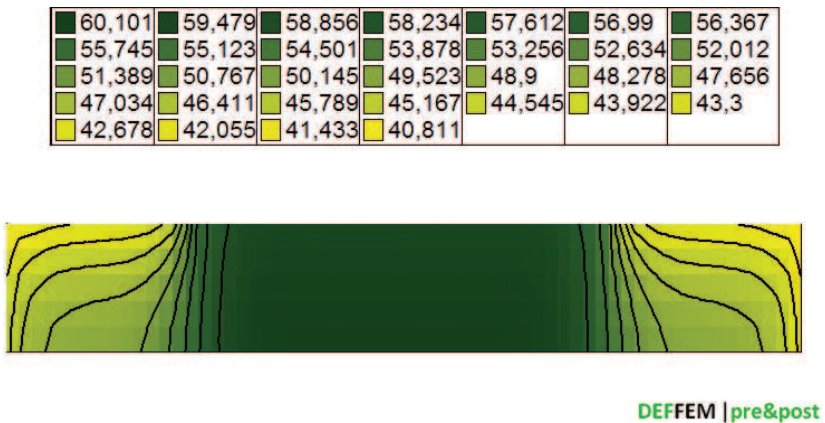 60,101 59,479 58,856 58,234 57,612 56,99 56,367
55,745 55,123 54,501 53,878 53,256 52,634 52,012
51,389 50,767 50,145 49,523 48,9 48,278 47,656
47,034 46,411 45,789 45,167 44,545 43,922 43,3
42,678 42,055 41,433 40,811
DEFFEM |pre&post